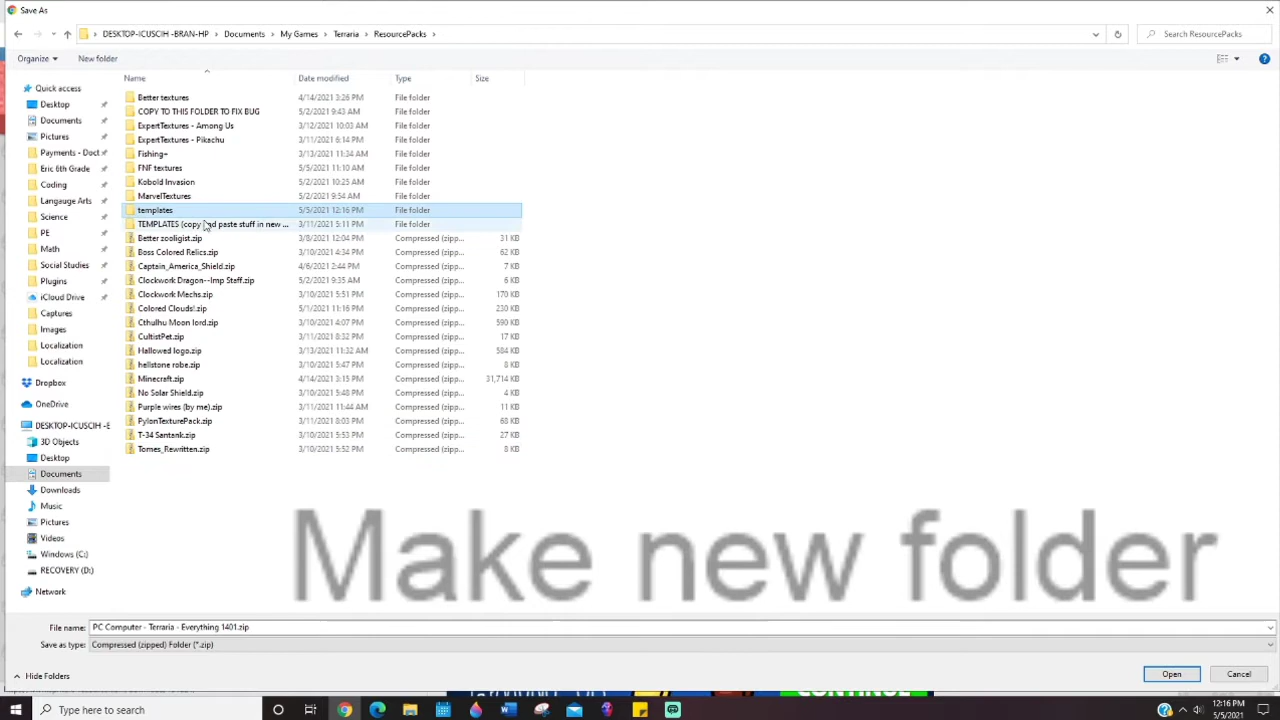 Save As
DESKTOP-ICUSCIH -BRAN-HP > Documents > My Games > Terraria > ResourcePacks >
Search ResourcePacks
Organize
New folder
Name Date modified Type Size
Quick access
Desktop
Documents
Pictures
Payments - Doct
Eric 6th Grade
Coding
Langauge Arts
Science
PE
Math
Social Studies
Plugins
iCloud Drive
Captures
Images
Localization
Localization
Dropbox
OneDrive
DESKTOP-ICUSCIH -E
3D Objects
Desktop
Documents
Downloads
Music
Pictures
Videos
Windows (C:)
RECOVERY (D:)
Network
Better textures 4/14/2021 3:26 PM File folder
COPY TO THIS FOLDER TO FIX BUG 5/2/2021 9:43 AM File folder
ExpertTextures - Among Us 3/12/2021 10:03 AM File folder
ExpertTextures - Pikachu 3/11/2021 6:14 PM File folder
Fishing+ 3/13/2021 11:34 AM File folder
FNF textures 5/5/2021 11:10 AM File folder
Kobold Invasion 5/2/2021 10:25 AM File folder
MarvelTextures 5/2/2021 9:54 AM File folder
templates 5/5/2021 12:16 PM File folder
TEMPLATES (copy and paste stuff in new ... 3/11/2021 5:11 PM File folder
Better zooligist.zip 3/8/2021 12:04 PM Compressed (zipp... 31 KB
Boss Colored Relics.zip 3/10/2021 4:34 PM Compressed (zipp... 62 KB
Captain_America_Shield.zip 4/6/2021 2:44 PM Compressed (zipp... 7 KB
Clockwork Dragon--Imp Staff.zip 5/2/2021 9:35 AM Compressed (zipp... 6 KB
Clockwork Mechs.zip 3/10/2021 5:51 PM Compressed (zipp... 170 KB
Colored Clouds!.zip 5/1/2021 11:16 PM Compressed (zipp... 230 KB
Cthulhu Moon lord.zip 3/10/2021 4:07 PM Compressed (zipp... 590 KB
CultistPet.zip 3/11/2021 8:32 PM Compressed (zipp... 17 KB
Hallowed logo.zip 3/13/2021 11:32 AM Compressed (zipp... 584 KB
hellstone robe.zip 3/10/2021 5:47 PM Compressed (zipp... 8 KB
Minecraft.zip 4/14/2021 3:15 PM Compressed (zipp... 31,714 KB
No Solar Shield.zip 3/10/2021 5:48 PM Compressed (zipp... 4 KB
Purple wires (by me).zip 3/11/2021 11:44 AM Compressed (zipp... 11 KB
PylonTexturePack.zip 3/11/2021 8:03 PM Compressed (zipp... 68 KB
T-34 Santank.zip 3/10/2021 5:53 PM Compressed (zipp... 27 KB
Tomes_Rewritten.zip 3/10/2021 5:52 PM Compressed (zipp... 8 KB
Make new folder
File name: PC Computer - Terraria - Everything 1401.zip
Save as type: Compressed (zipped) Folder (*.zip)
Hide Folders
Open
Cancel
Type here to search
12:16 PM
5/5/2021